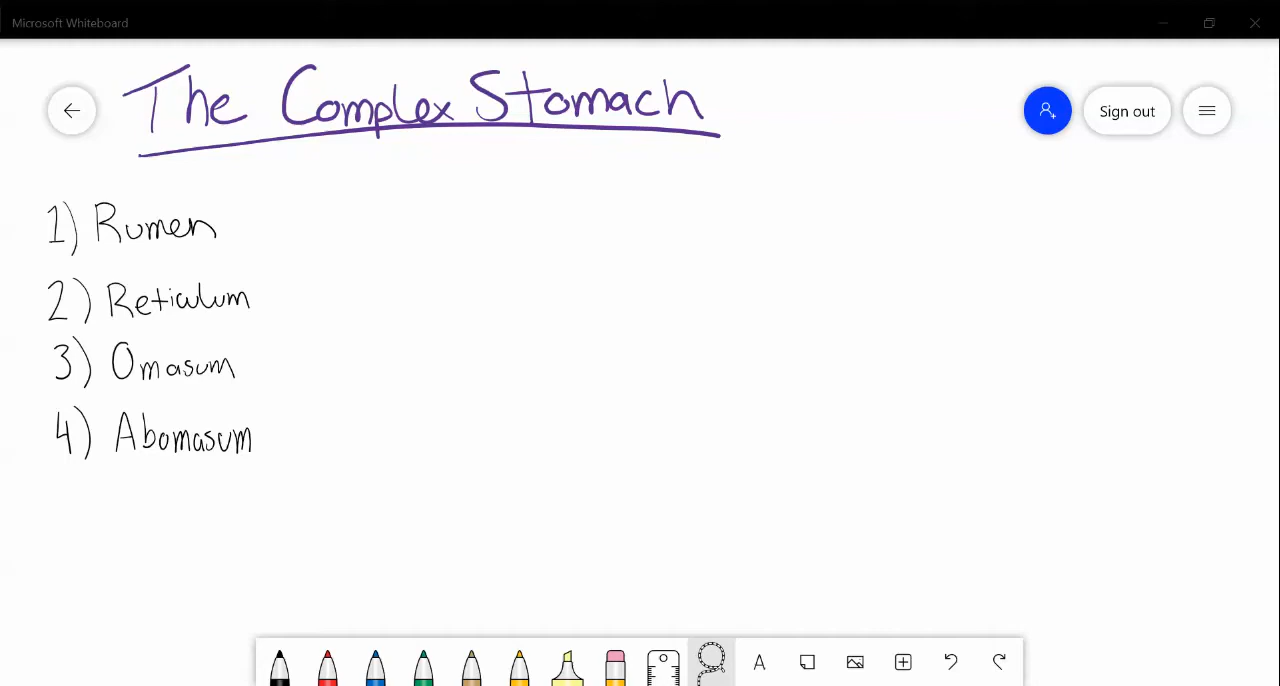 Microsoft Whiteboard
The Complex Stomach
Sign out
1) Rumen
2) Reticulum
3) Omasum
4) Abomasum
A